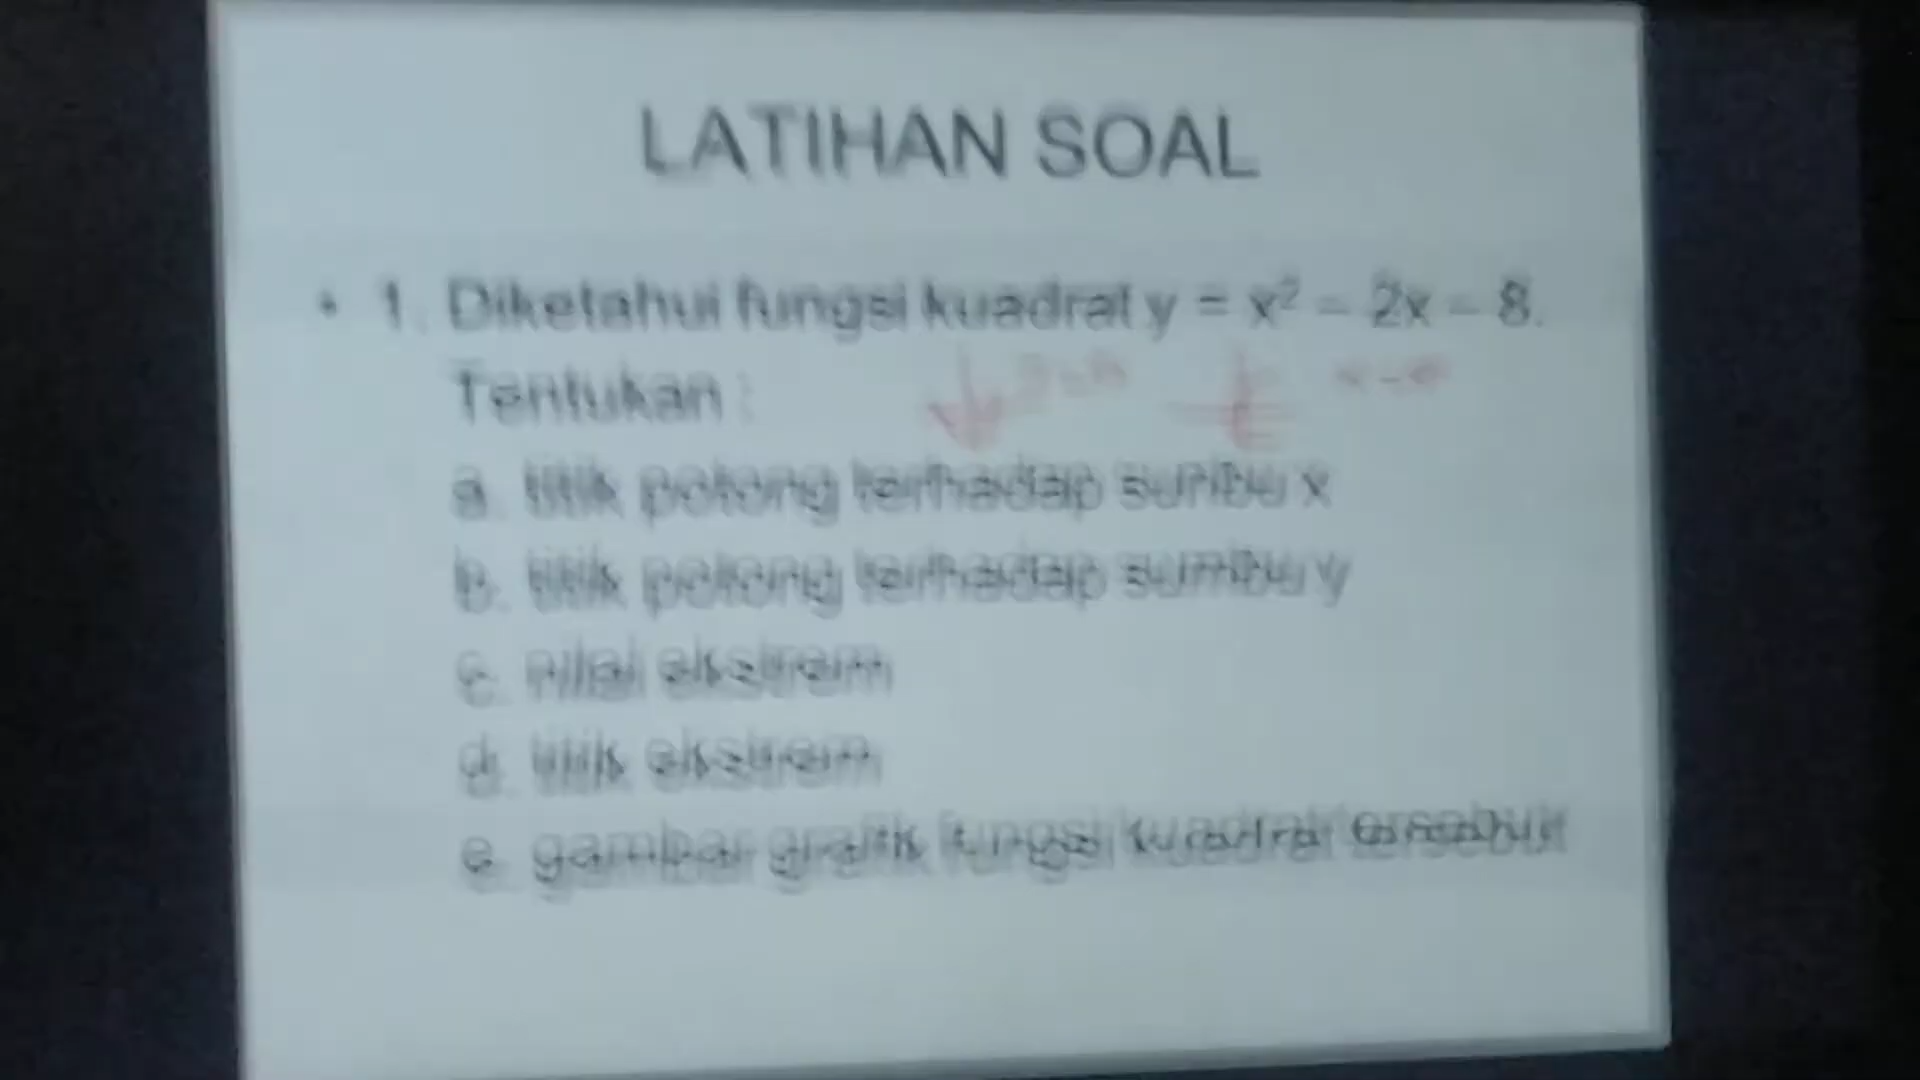 LATIHAN SOAL
• 1. Diketahui fungsi kuadrat y = x² – 2x – 8.
Tentukan :
a. titik potong terhadap sumbu x
b. titik potong terhadap sumbu y
c. nilai ekstrem
d. titik ekstrem
e. gambar grafik fungsi kuadrat tersebut